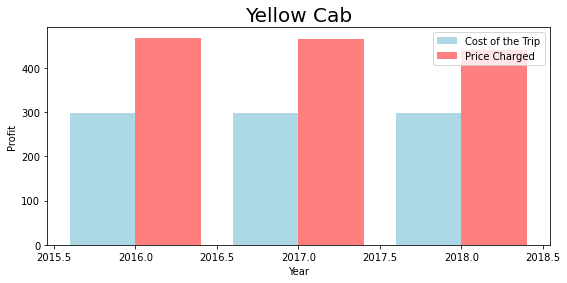 Yellow Cab
Cost of the Trip
Price Charged
400
300
200
100
0
Profit
2015.5 2016.0 2016.5 2017.0 2017.5 2018.0 2018.5
Year